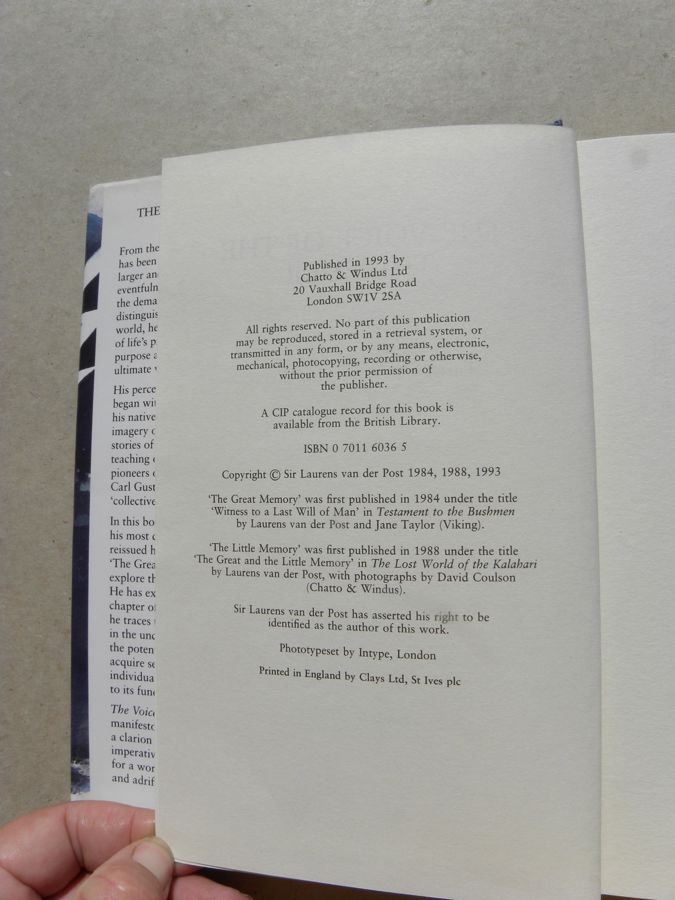 THE
From the
has been
larger an
eventfuln
the dema
distinguis
world, he
of life's p
purpose a
ultimate
His perce
began wit
his native
imagery o
stories of
teaching
pioneers
Carl Gust
'collective
In this bo
his most
reissued h
'The Grea
explore th
He has ex
chapter of
he traces
in the unc
the poten
acquire se
individua
to its fund
The Voice
manifesto
a clarion
imperativ
for a wor
and adrif
Published in 1993 by
Chatto & Windus Ltd
20 Vauxhall Bridge Road
London SW1V 2SA
All rights reserved. No part of this publication
may be reproduced, stored in a retrieval system, or
transmitted in any form, or by any means, electronic,
mechanical, photocopying, recording or otherwise,
without the prior permission of
the publisher.
A CIP catalogue record for this book is
available from the British Library.
ISBN 0 7011 6036 5
Copyright © Sir Laurens van der Post 1984, 1988, 1993
'The Great Memory' was first published in 1984 under the title
'Witness to a Last Will of Man' in Testament to the Bushmen
by Laurens van der Post and Jane Taylor (Viking).
'The Little Memory' was first published in 1988 under the title
'The Great and the Little Memory' in The Lost World of the Kalahari
by Laurens van der Post, with photographs by David Coulson
(Chatto & Windus).
Sir Laurens van der Post has asserted his right to be
identified as the author of this work.
Phototypeset by Intype, London
Printed in England by Clays Ltd, St Ives plc